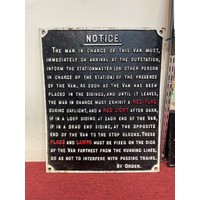 NOTICE.
THE MAN IN CHARGE OF THIS VAN MUST,
IMMEDIATELY ON ARRIVAL AT THE OUTSTATION,
INFORM THE STATIONMASTER (OR OTHER PERSON
IN CHARGE OF THE STATION) OF THE PRESENCE
OF THE VAN, AS SOON AS THE VAN HAS BEEN
PLACED IN THE SIDINGS, AND UNTIL IT LEAVES,
THE MAN IN CHARGE MUST EXHIBIT A RED FLAG
DURING DAYLIGHT, AND A RED LIGHT AFTER DARK,
IF IN A LOOP SIDING AT EACH END OF THE VAN,
IF IN A DEAD END SIDING, AT THE OPPOSITE
END OF THE VAN TO THE STOP BLOCKS. THESE
FLAGS AND LAMPS MUST BE FIXED ON THE SIDE
OF THE VAN FARTHEST FROM THE RUNNING LINES,
SO AS NOT TO INTERFERE WITH PASSING TRAINS.
BY ORDER.